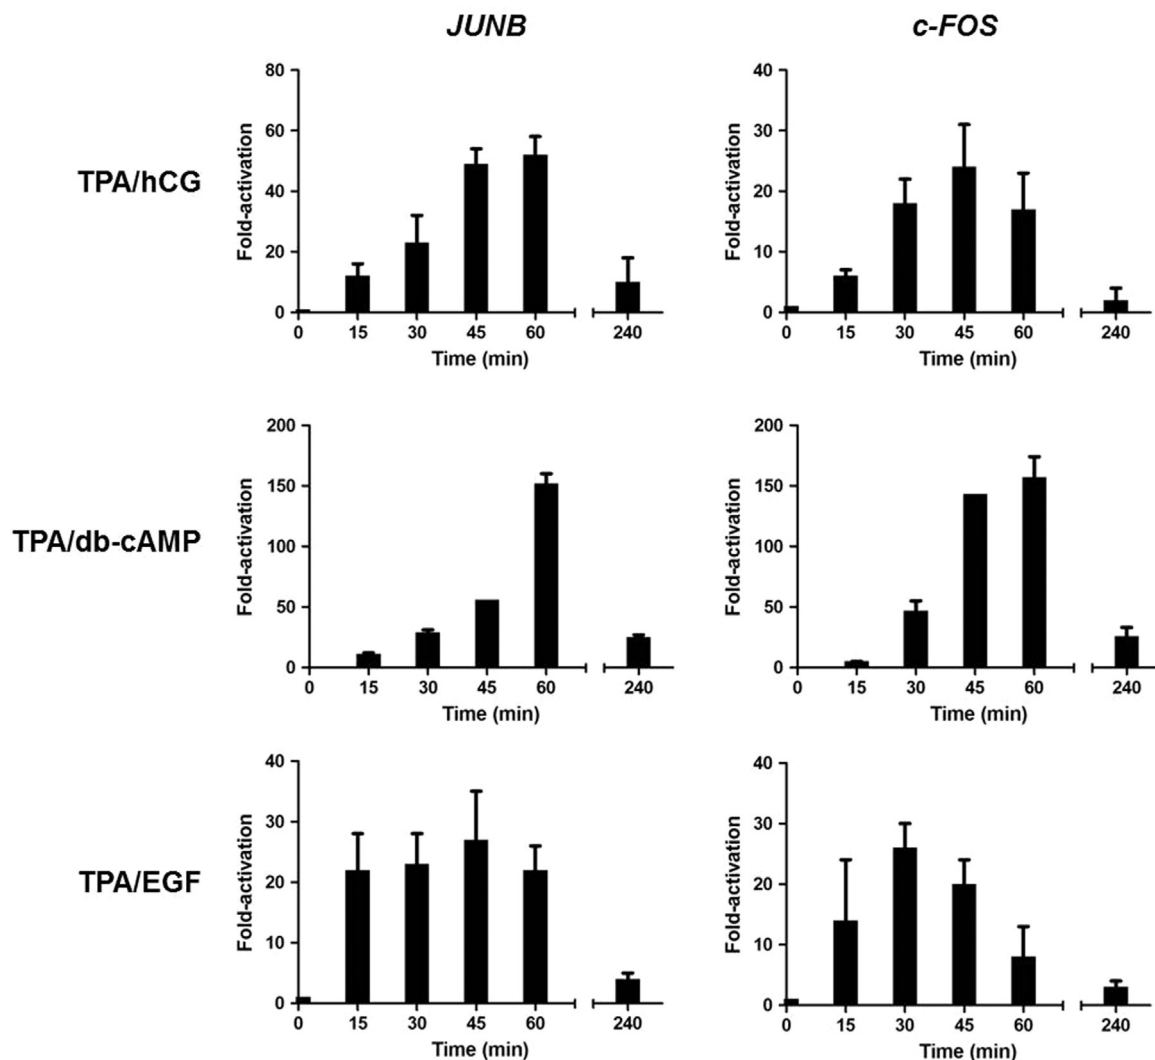 JUNB c-FOS
TPA/hCG
Fold-activation
80
60
40
20
0
0 15 30 45 60 240
Time (min)
Fold-activation
40
30
20
10
0
0 15 30 45 60 240
Time (min)
TPA/db-cAMP
Fold-activation
200
150
100
50
0
0 15 30 45 60 240
Time (min)
Fold-activation
200
150
100
50
0
0 15 30 45 60 240
Time (min)
TPA/EGF
Fold-activation
40
30
20
10
0
0 15 30 45 60 240
Time (min)
Fold-activation
40
30
20
10
0
0 15 30 45 60 240
Time (min)